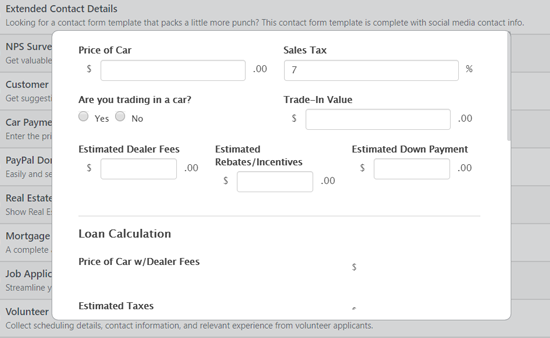 Extended Contact Details
Looking for a contact form template that packs a little more punch? This contact form template is complete with social media contact info.
NPS Surve
Get valuable
Customer
Get suggesti
Car Payme
Enter the pri
PayPal Do
Easily and se
Real Estate
Show Real E
Mortgage
A complete
Job Applic
Streamline y
Volunteer
Collect scheduling details, contact information, and relevant experience from volunteer applicants.
Price of Car Sales Tax
$ .00 7 %
Are you trading in a car? Trade-In Value
Yes No $ .00
Estimated Dealer Fees Estimated Rebates/Incentives Estimated Down Payment
$ .00 $ .00 $ .00
Loan Calculation
Price of Car w/Dealer Fees $
Estimated Taxes